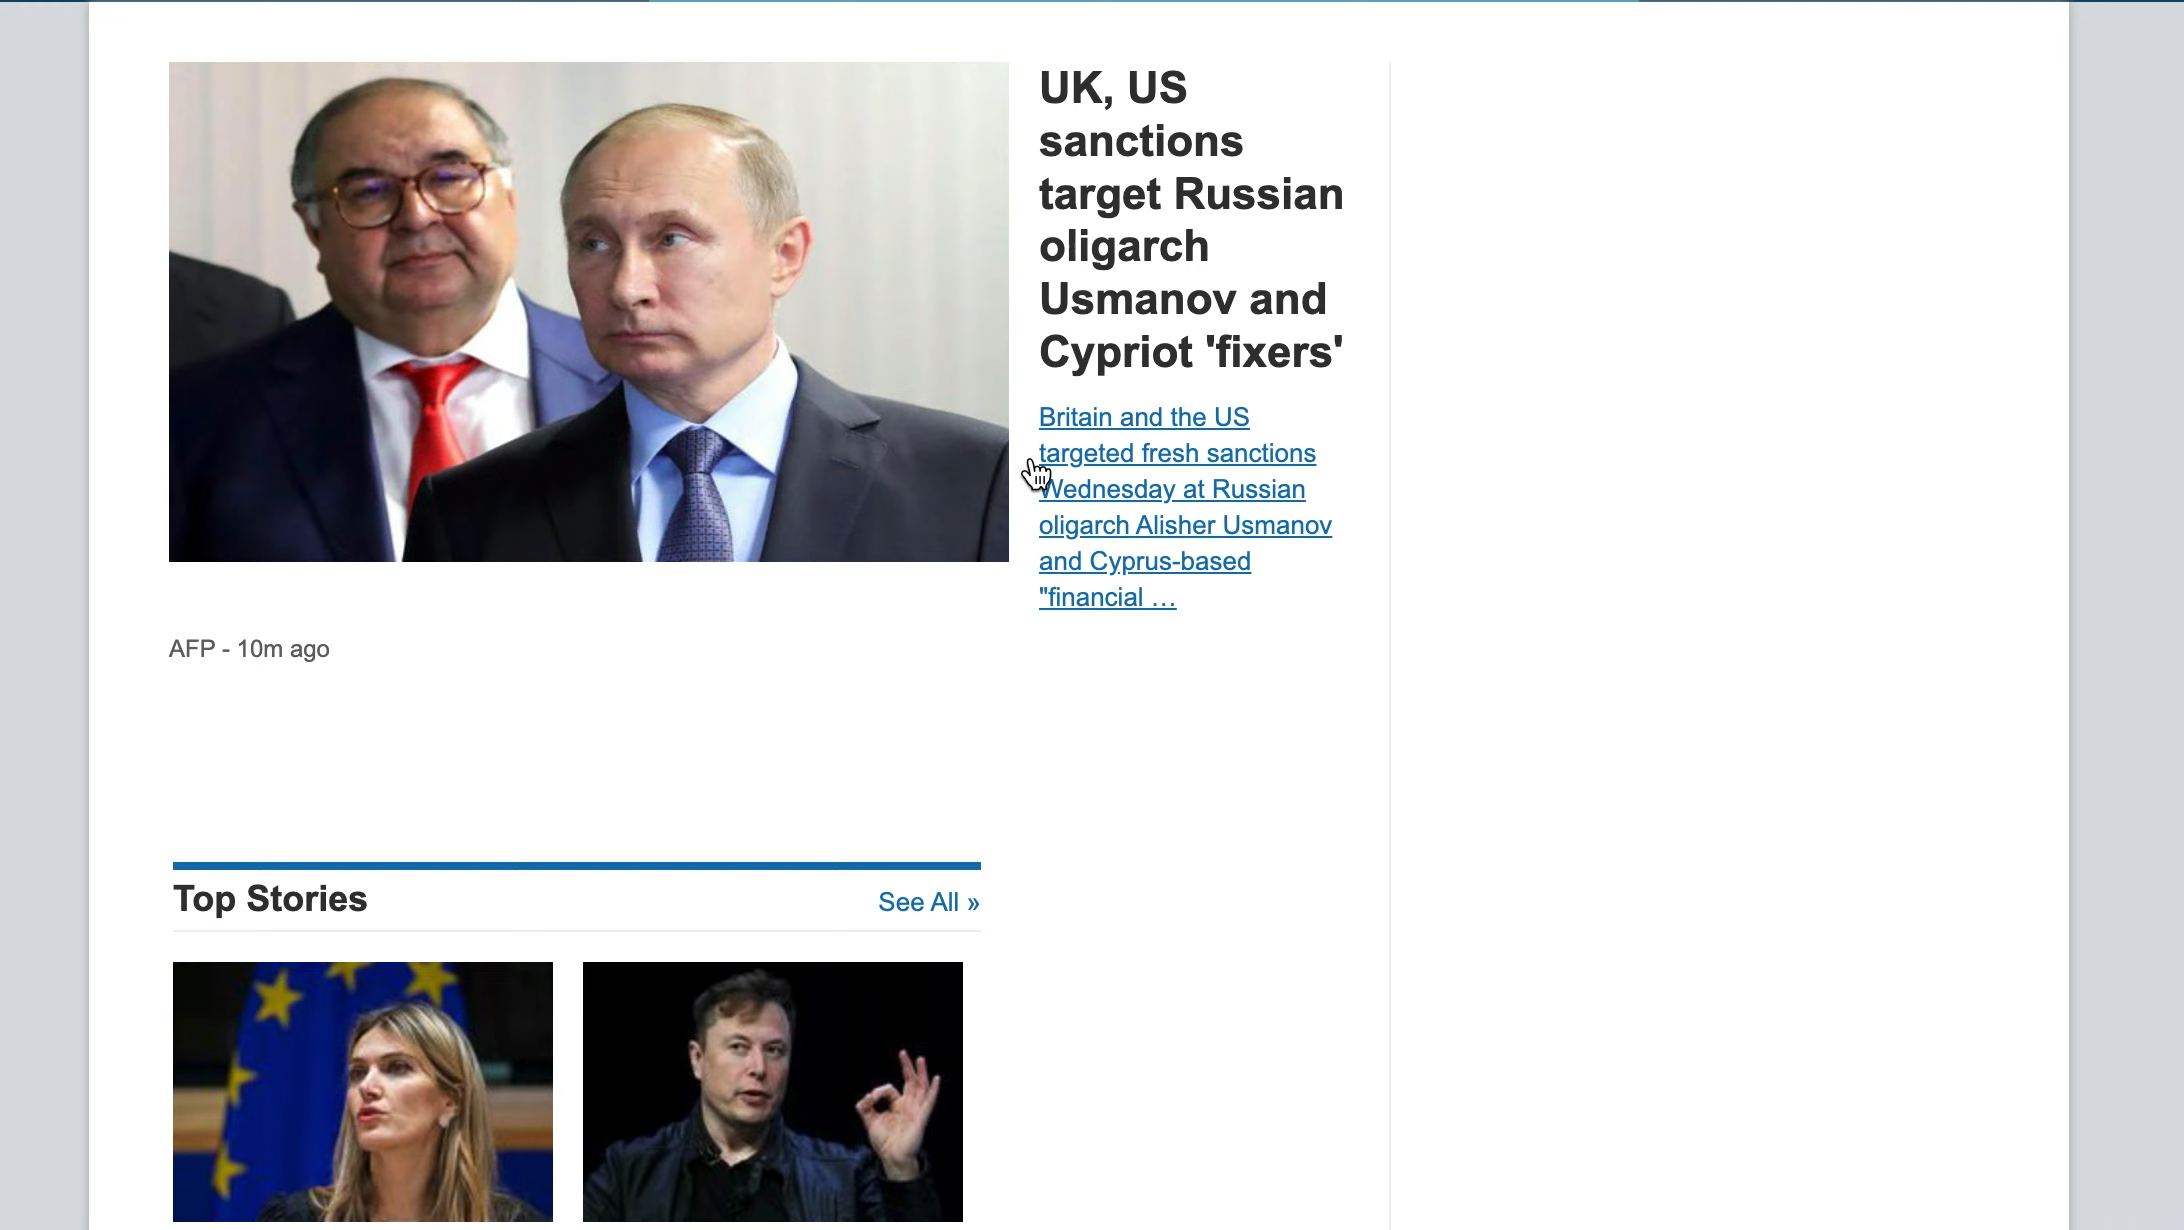 UK, US
sanctions
target Russian
oligarch
Usmanov and
Cypriot 'fixers'
Britain and the US
targeted fresh sanctions
Wednesday at Russian
oligarch Alisher Usmanov
and Cyprus-based
"financial …
AFP - 10m ago
Top Stories
See All »